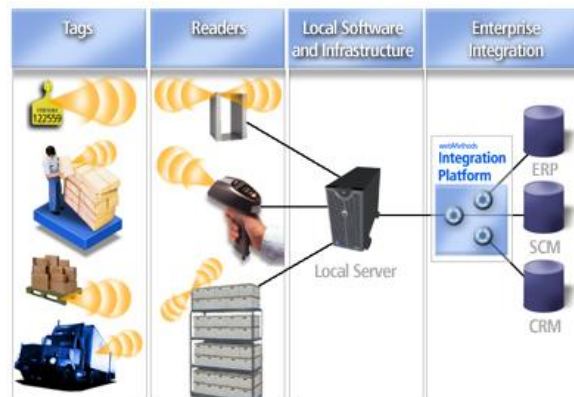 Tags
Readers
Local Software
and Infrastructure
Enterprise
Integration
122559
webMethods
Integration
Platform
ERP
SCM
CRM
Local Server